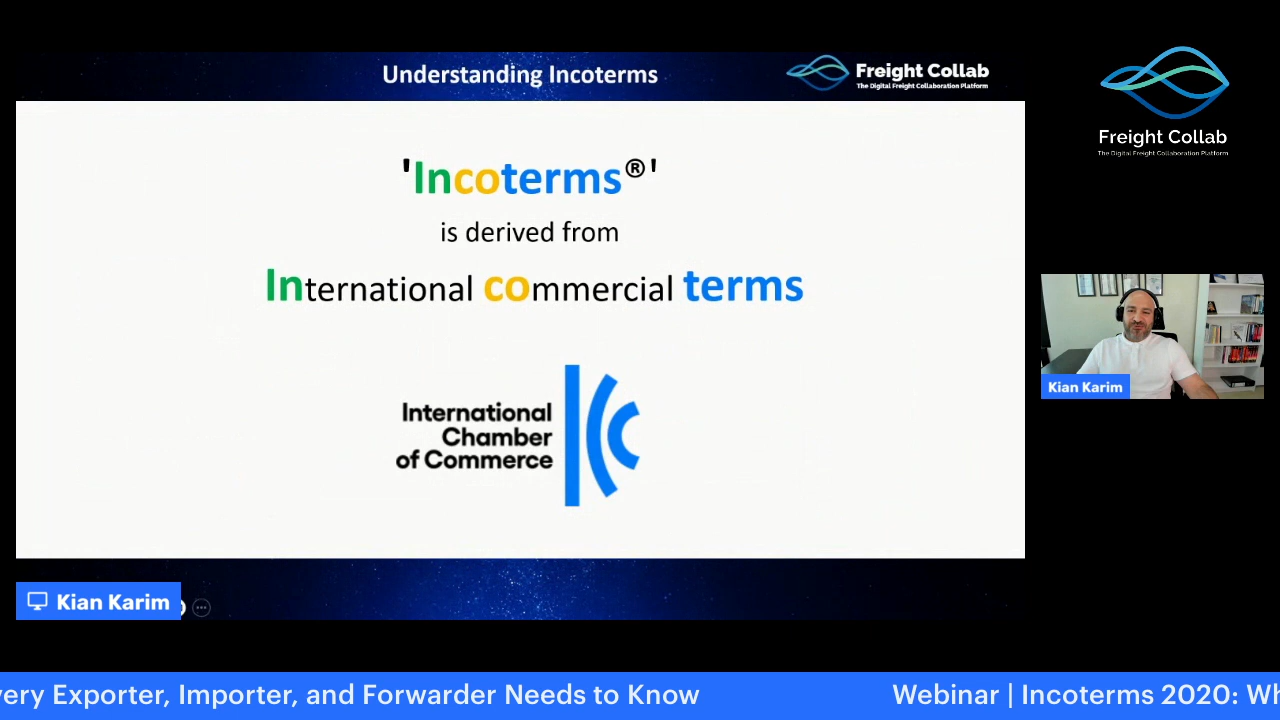 Understanding Incoterms
Freight Collab
The Digital Freight Collaboration Platform
Freight Collab
The Digital Freight Collaboration Platform
'Incoterms®'
is derived from
International commercial terms
International
Chamber
of Commerce
Kian Karim
Kian Karim
very Exporter, Importer, and Forwarder Needs to Know
Webinar | Incoterms 2020: Wh